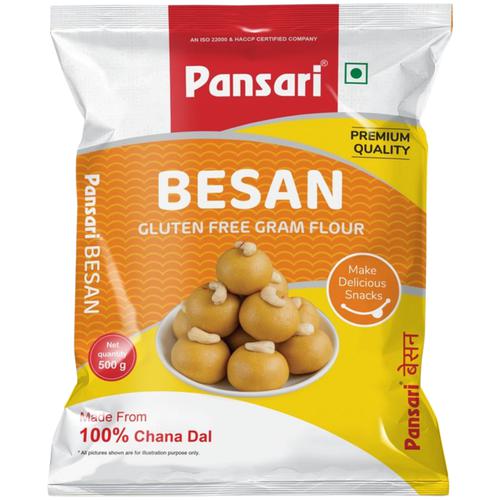 AN ISO 22000 & HACCP CERTIFIED COMPANY
Pansari®
PREMIUM
QUALITY
BESAN
GLUTEN FREE GRAM FLOUR
Make
Delicious
Snacks
Pansari BESAN
Net
quantity
500 g
Made From
100% Chana Dal
*All pictures shown are for illustration purpose only.
Pansari® बेसन